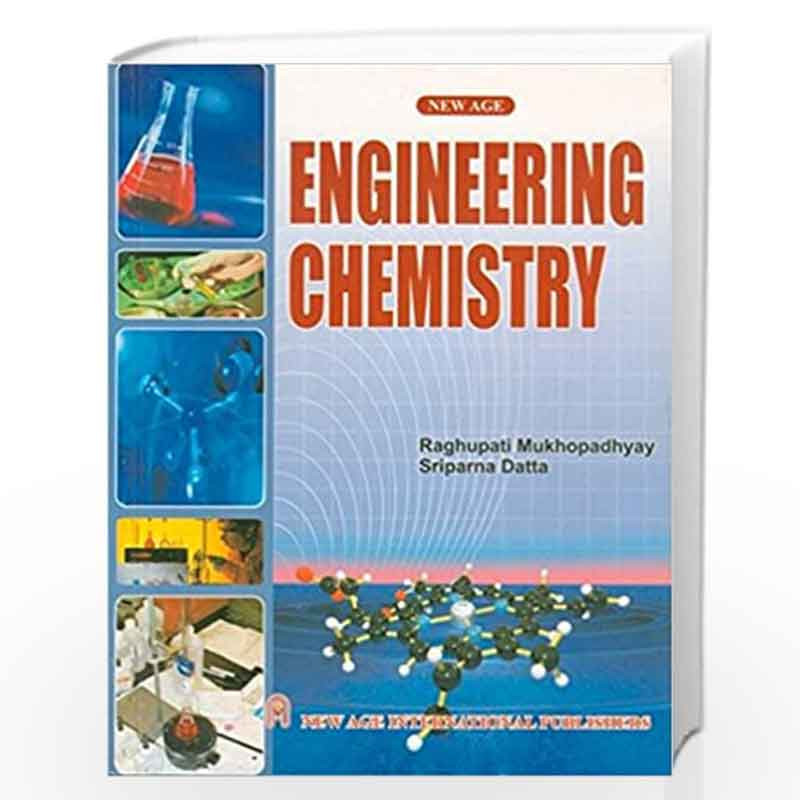 NEW AGE
ENGINEERING
CHEMISTRY
Raghupati Mukhopadhyay
Sriparna Datta
NEW AGE INTERNATIONAL PUBLISHERS